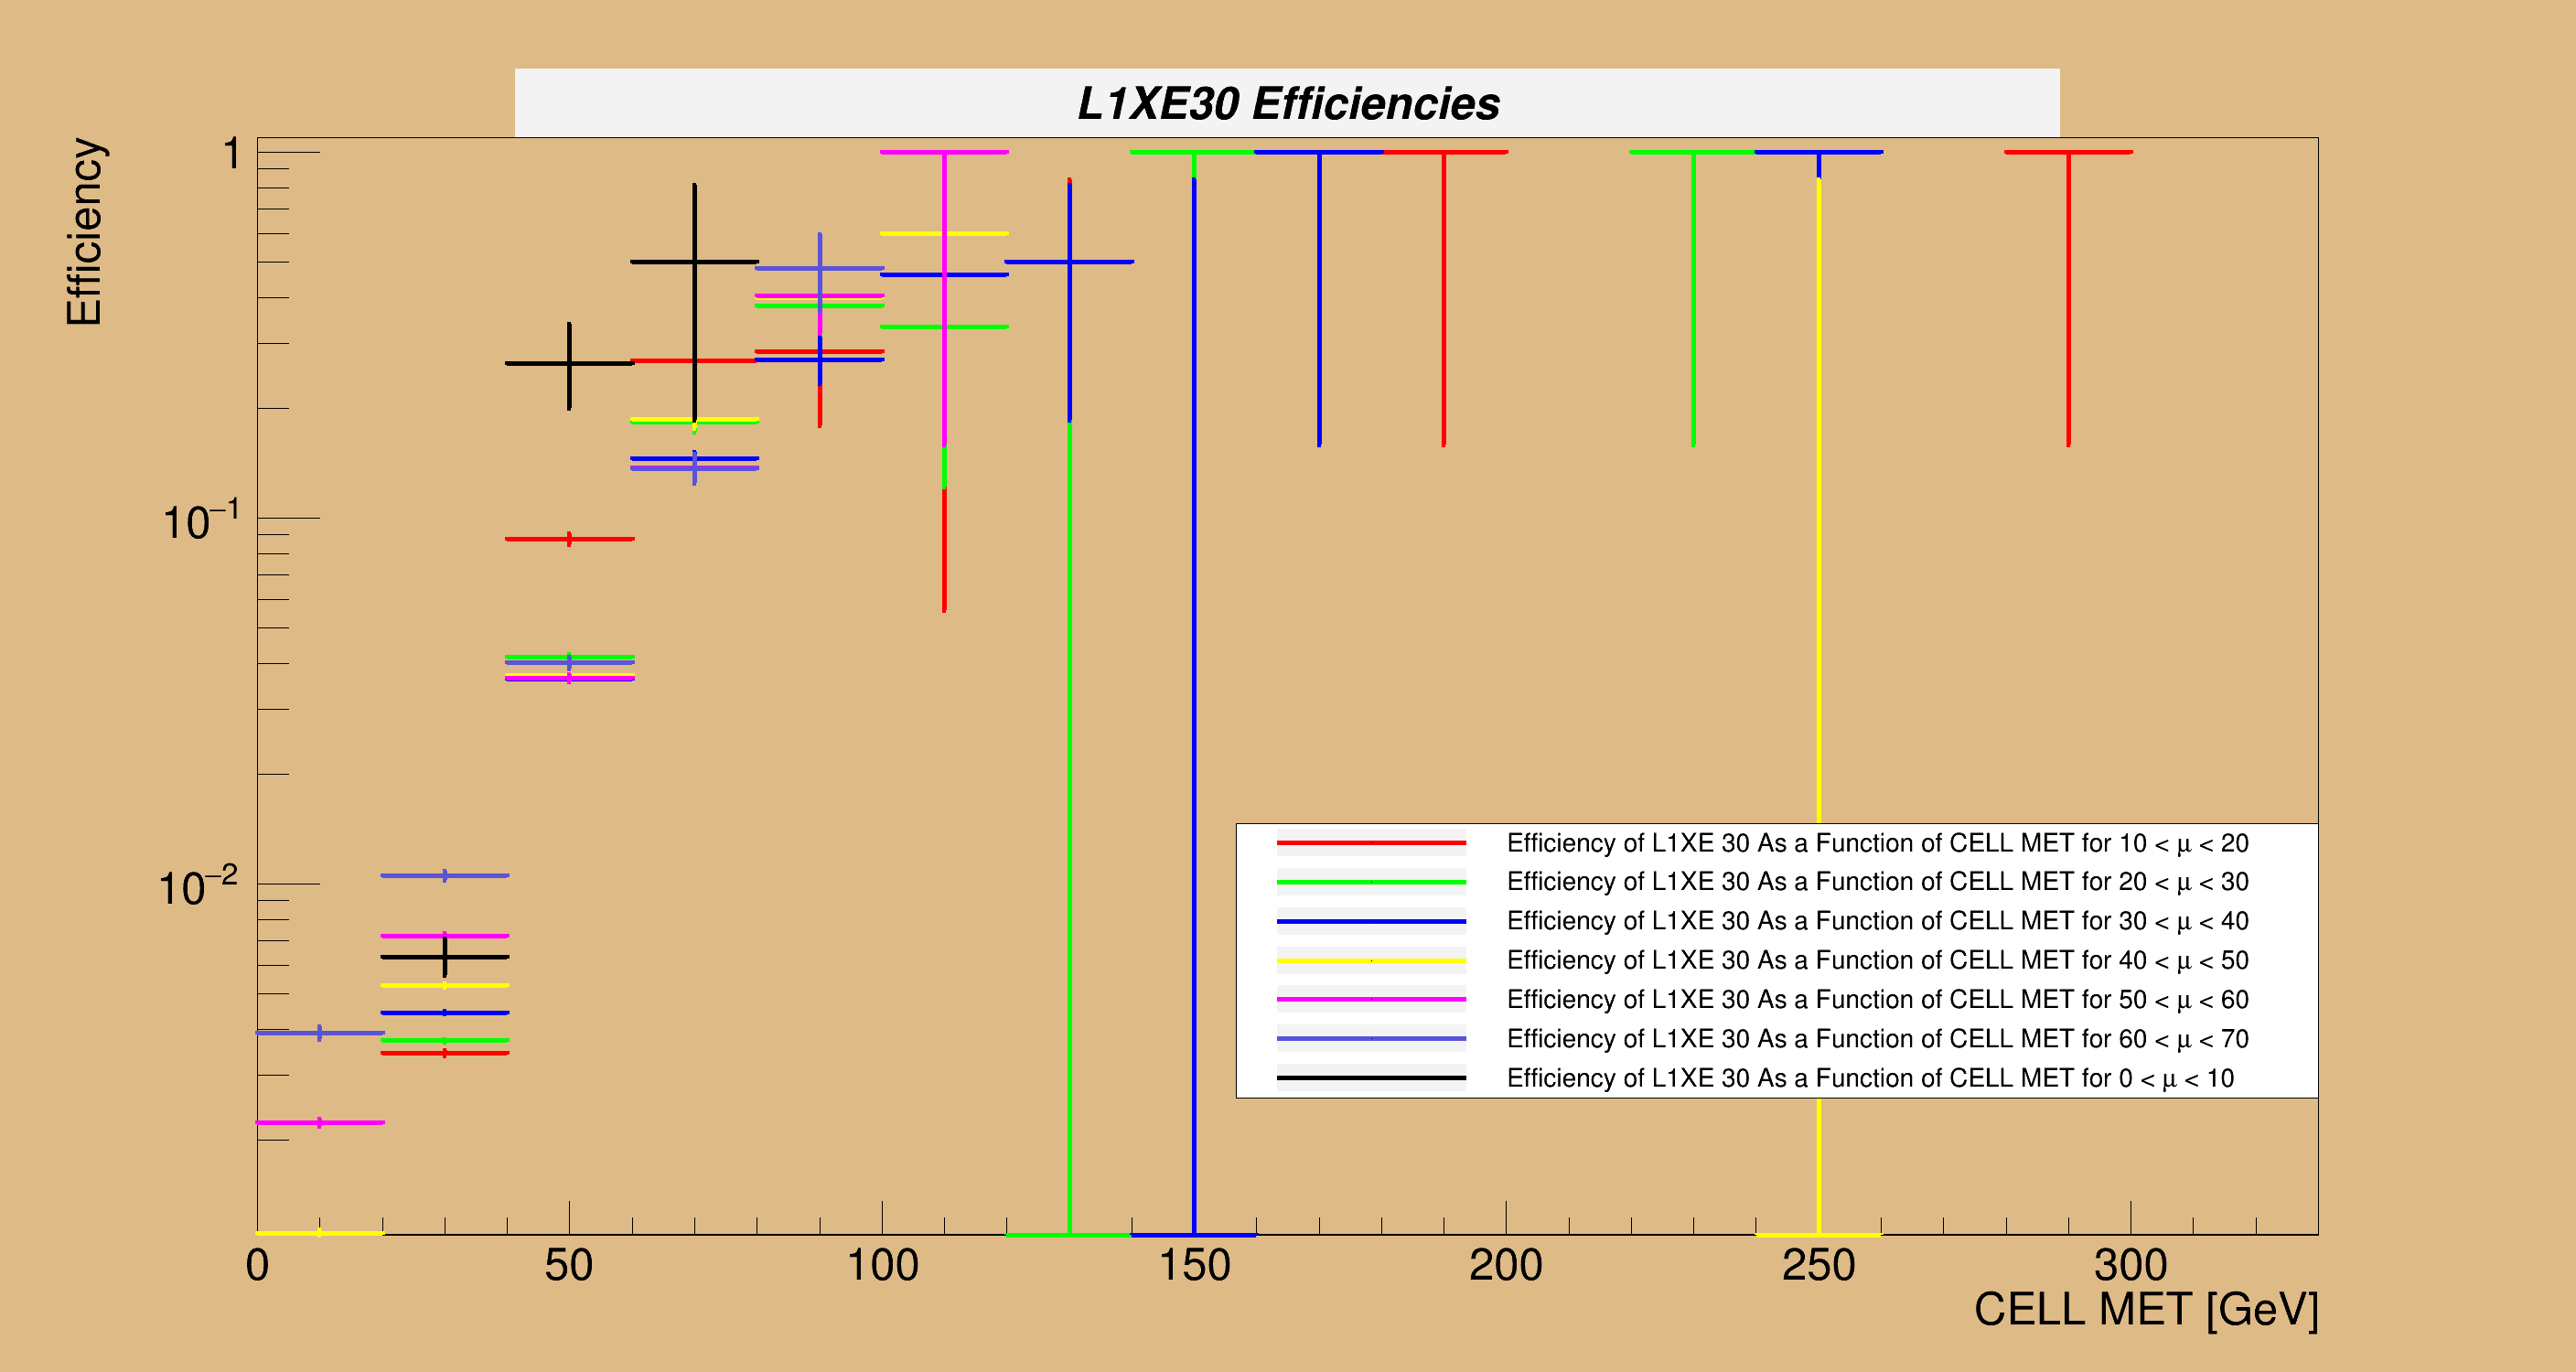 L1XE30 Efficiencies
Efficiency
1
10⁻¹
10⁻²
Efficiency of L1XE 30 As a Function of CELL MET for 10 < μ < 20
Efficiency of L1XE 30 As a Function of CELL MET for 20 < μ < 30
Efficiency of L1XE 30 As a Function of CELL MET for 30 < μ < 40
Efficiency of L1XE 30 As a Function of CELL MET for 40 < μ < 50
Efficiency of L1XE 30 As a Function of CELL MET for 50 < μ < 60
Efficiency of L1XE 30 As a Function of CELL MET for 60 < μ < 70
Efficiency of L1XE 30 As a Function of CELL MET for 0 < μ < 10
0 50 100 150 200 250 300
CELL MET [GeV]